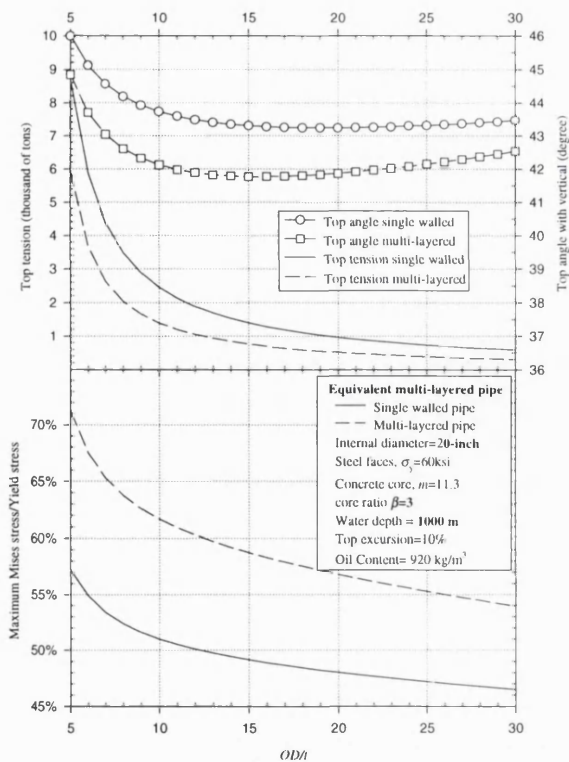 5 10 15 20 25 30
10
9
8
7
6
5
4
3
2
1
Top tension (thousand of tons)
46
45
44
43
42
41
40
39
38
37
36
Top angle with vertical (degree)
Top angle single walled
Top angle multi-layered
Top tension single walled
Top tension multi-layered
Equivalent multi-layered pipe
Single walled pipe
Multi-layered pipe
Internal diameter=20-inch
Steel faces, σy=60ksi
Concrete core, m=11.3
core ratio β=3
Water depth = 1000 m
Top excursion=10%
Oil Content= 920 kg/m³
70%
65%
60%
55%
50%
45%
Maximum Mises stress/Yield stress
5 10 15 20 25 30
OD/t